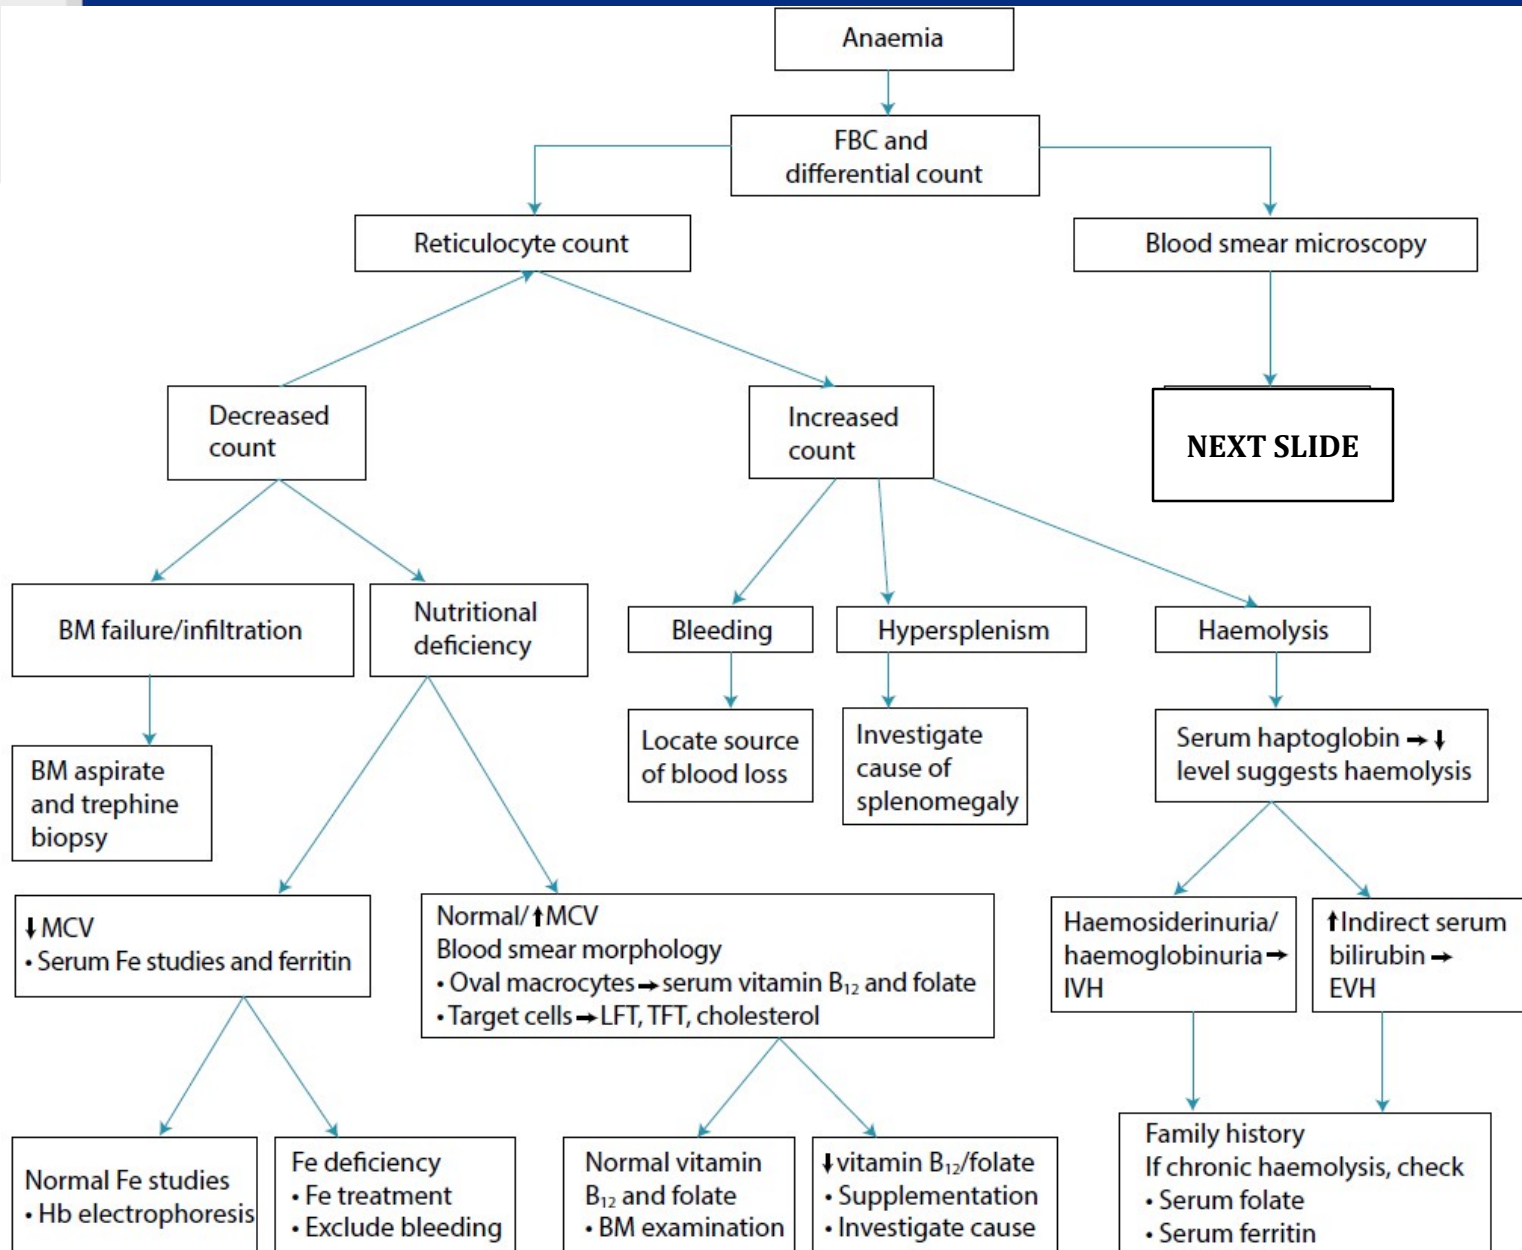 Anaemia
FBC and
differential count
Reticulocyte count
Blood smear microscopy
Decreased
count
Increased
count
NEXT SLIDE
BM failure/infiltration
Nutritional
deficiency
Bleeding
Hypersplenism
Haemolysis
BM aspirate
and trephine
biopsy
Locate source
of blood loss
Investigate
cause of
splenomegaly
Serum haptoglobin → ↓
level suggests haemolysis
↓ MCV
• Serum Fe studies and ferritin
Normal/ ↑ MCV
Blood smear morphology
• Oval macrocytes → serum vitamin B₁₂ and folate
• Target cells → LFT, TFT, cholesterol
Haemosiderinuria/
haemoglobinuria →
IVH
↑ Indirect serum
bilirubin →
EVH
Normal Fe studies
• Hb electrophoresis
Fe deficiency
• Fe treatment
• Exclude bleeding
Normal vitamin
B₁₂ and folate
• BM examination
↓ vitamin B₁₂/folate
• Supplementation
• Investigate cause
Family history
If chronic haemolysis, check
• Serum folate
• Serum ferritin